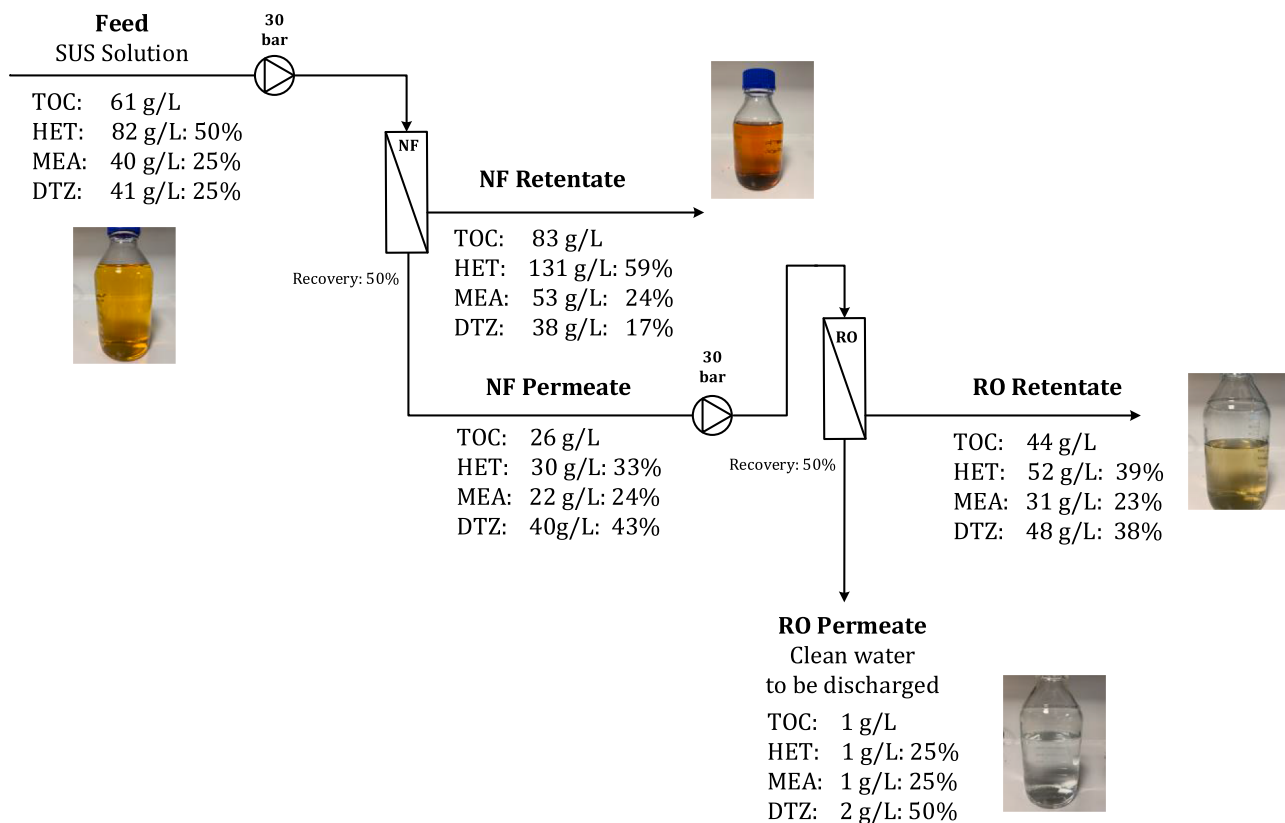 Feed
SUS Solution
TOC: 61 g/L
HET: 82 g/L: 50%
MEA: 40 g/L: 25%
DTZ: 41 g/L: 25%
30
bar
NF
Recovery: 50%
NF Retentate
TOC: 83 g/L
HET: 131 g/L: 59%
MEA: 53 g/L: 24%
DTZ: 38 g/L: 17%
NF Permeate
TOC: 26 g/L
HET: 30 g/L: 33%
MEA: 22 g/L: 24%
DTZ: 40g/L: 43%
30
bar
RO
Recovery: 50%
RO Retentate
TOC: 44 g/L
HET: 52 g/L: 39%
MEA: 31 g/L: 23%
DTZ: 48 g/L: 38%
RO Permeate
Clean water
to be discharged
TOC: 1 g/L
HET: 1 g/L: 25%
MEA: 1 g/L: 25%
DTZ: 2 g/L: 50%